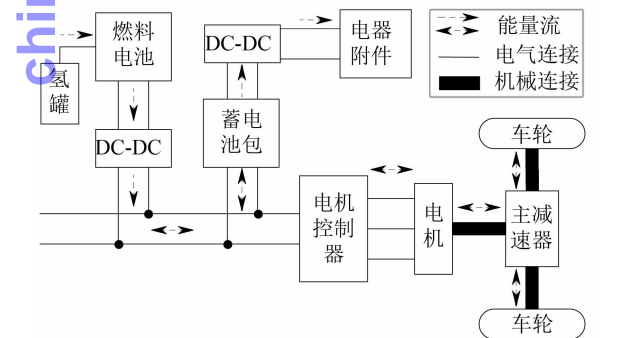 燃料
电池
氢
罐
DC-DC
DC-DC
蓄电
池包
电器
附件
能量流
电气连接
机械连接
电机
控制
器
电
机
主减
速器
车轮
车轮
chin